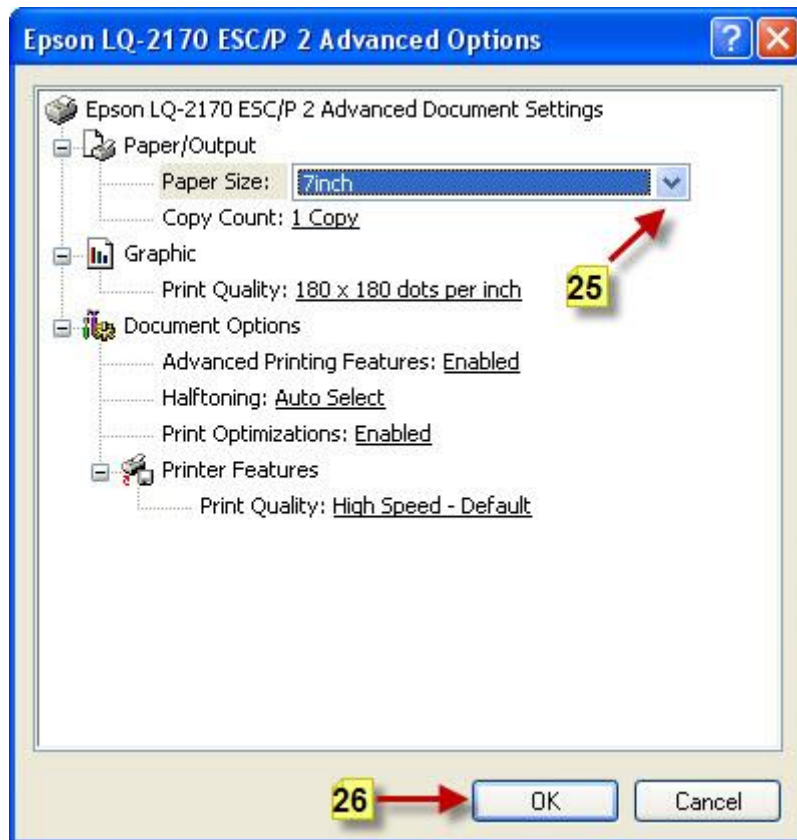 Epson LQ-2170 ESC/P 2 Advanced Options
Epson LQ-2170 ESC/P 2 Advanced Document Settings
Paper/Output
Paper Size: 7inch
Copy Count: 1 Copy
25
Graphic
Print Quality: 180 x 180 dots per inch
Document Options
Advanced Printing Features: Enabled
Halftoning: Auto Select
Print Optimizations: Enabled
Printer Features
Print Quality: High Speed - Default
26
OK Cancel